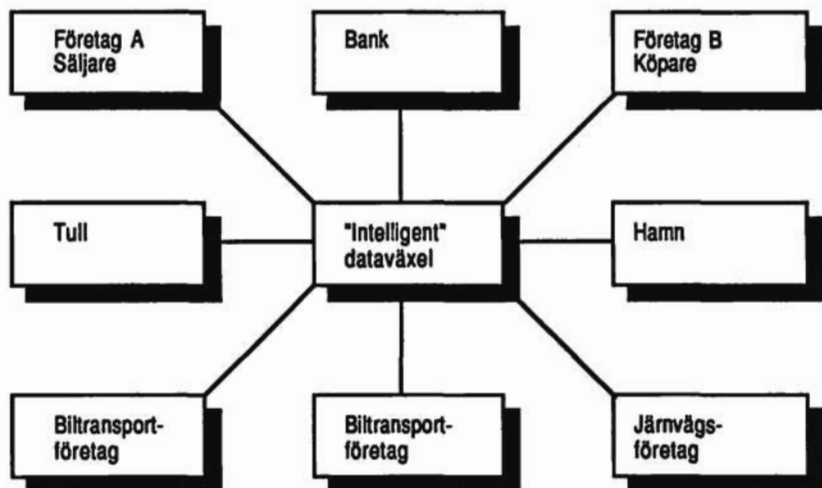 Företag A
Säljare
Bank
Företag B
Köpare
Tull
"Intelligent"
dataväxel
Hamn
Biltransport-
företag
Biltransport-
företag
Järnvägs-
företag